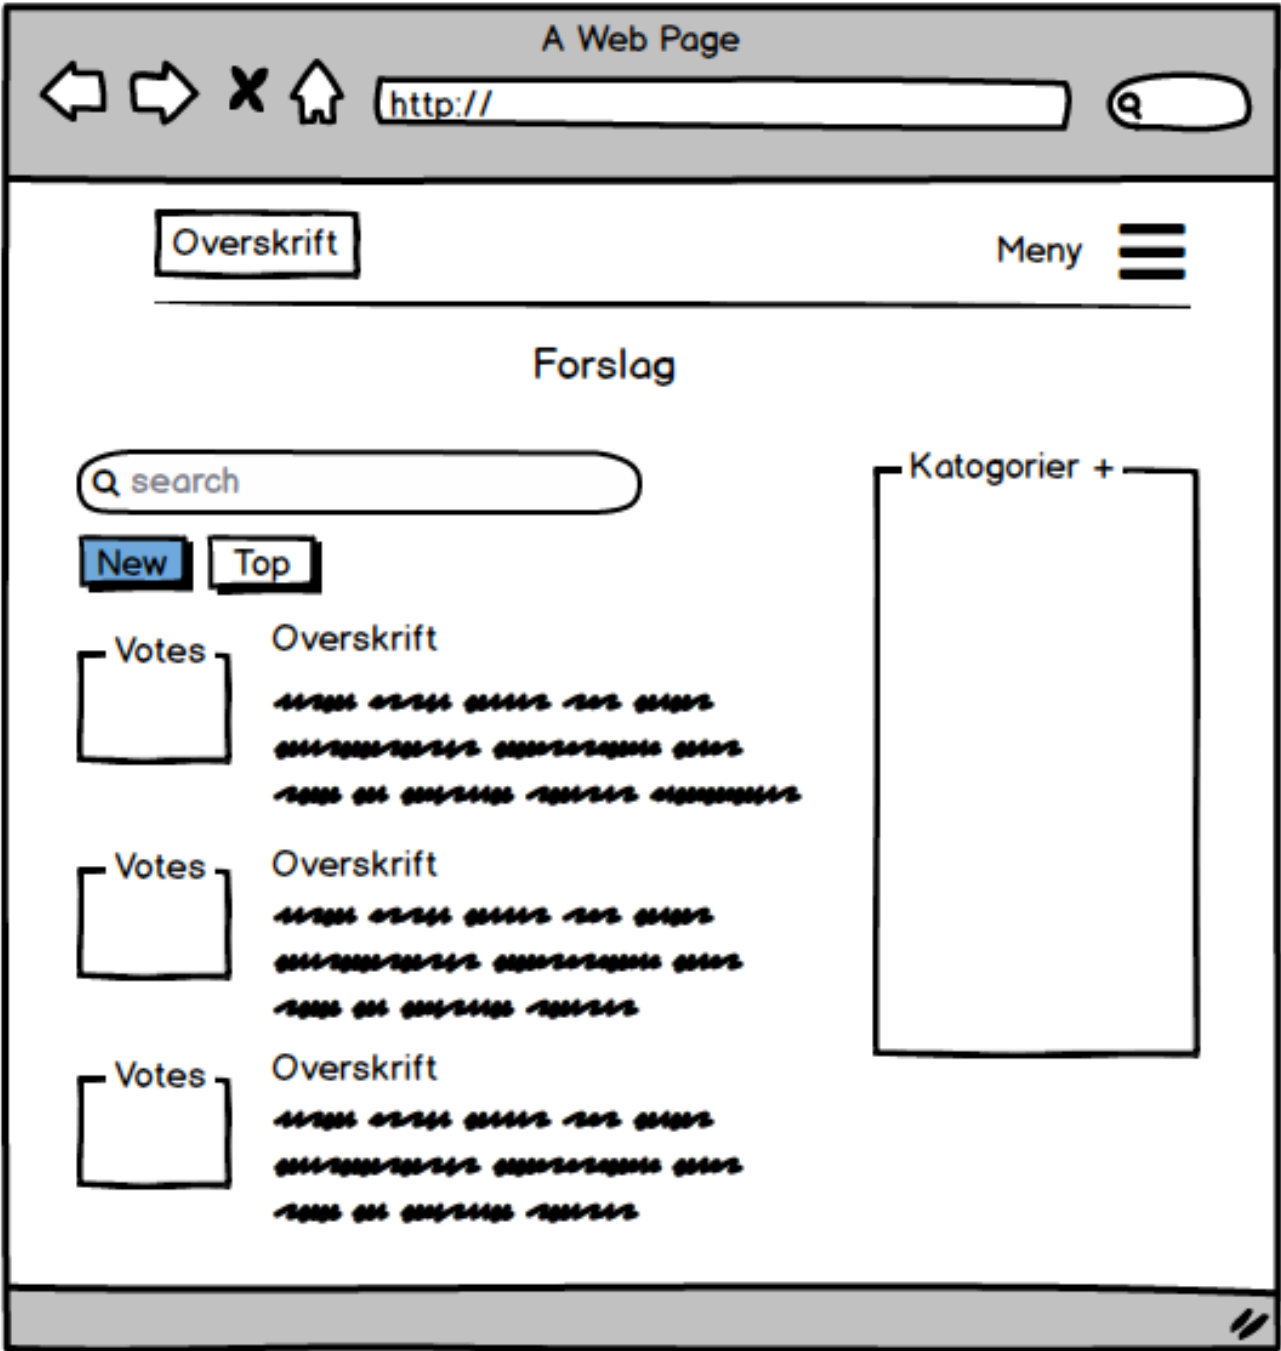 A Web Page
http://
Overskrift
Meny
Forslag
search
New
Top
Katogorier +
Votes
Overskrift
Votes
Overskrift
Votes
Overskrift